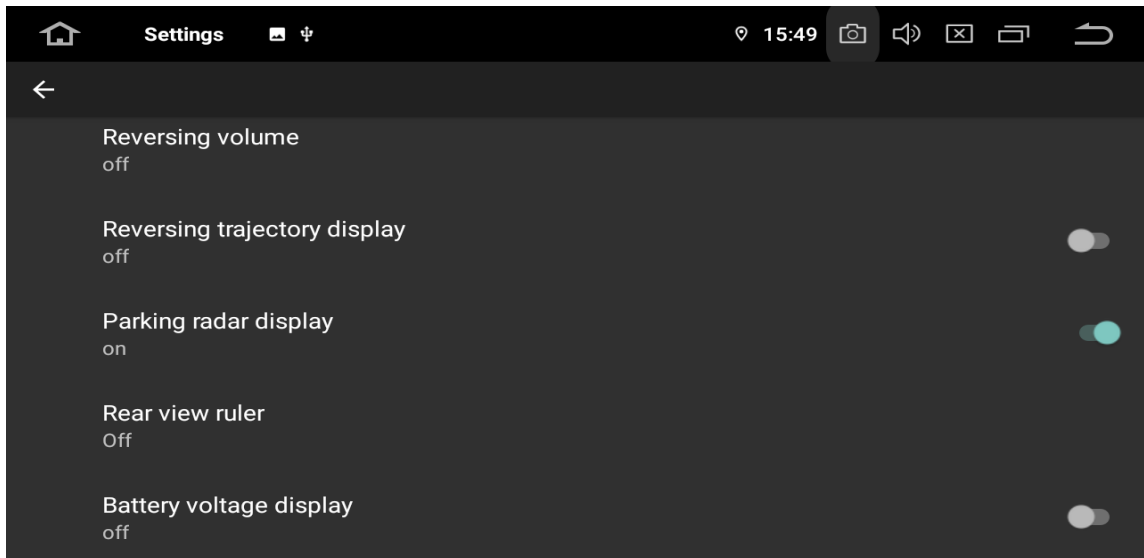 Settings
15:49
Reversing volume
off
Reversing trajectory display
off
Parking radar display
on
Rear view ruler
Off
Battery voltage display
off